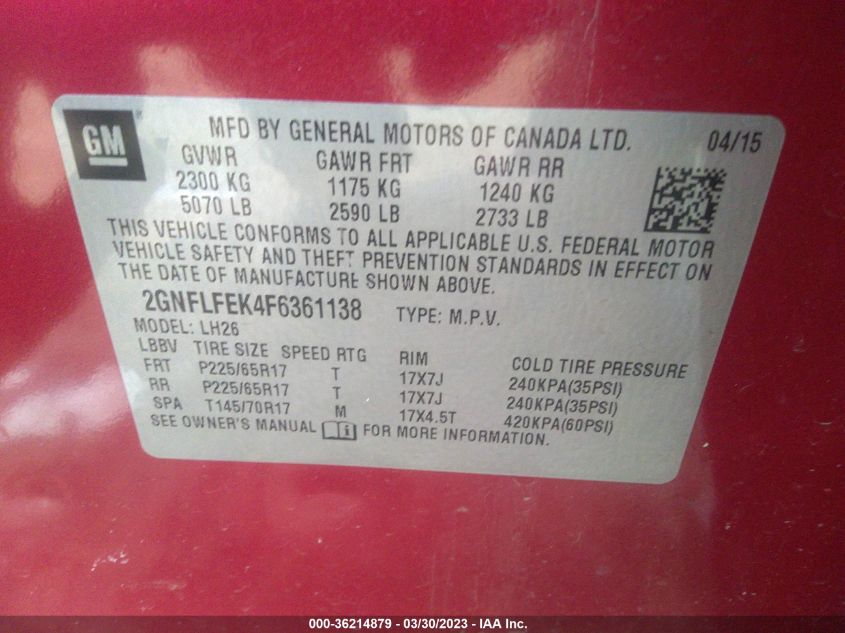 GM ®
MFD BY GENERAL MOTORS OF CANADA LTD. 04/15
GVWR GAWR FRT GAWR RR
2300 KG 1175 KG 1240 KG
5070 LB 2590 LB 2733 LB
THIS VEHICLE CONFORMS TO ALL APPLICABLE U.S. FEDERAL MOTOR
VEHICLE SAFETY AND THEFT PREVENTION STANDARDS IN EFFECT ON
THE DATE OF MANUFACTURE SHOWN ABOVE.
2GNFLFEK4F6361138 TYPE: M.P.V.
MODEL: LH26
LBBV TIRE SIZE SPEED RTG RIM COLD TIRE PRESSURE
FRT P225/65R17 T 17X7J 240KPA(35PSI)
RR P225/65R17 T 17X7J 240KPA(35PSI)
SPA T145/70R17 M 17X4.5T 420KPA(60PSI)
SEE OWNER'S MANUAL i FOR MORE INFORMATION.
000-36214879 — 03/30/2023 - IAA Inc.